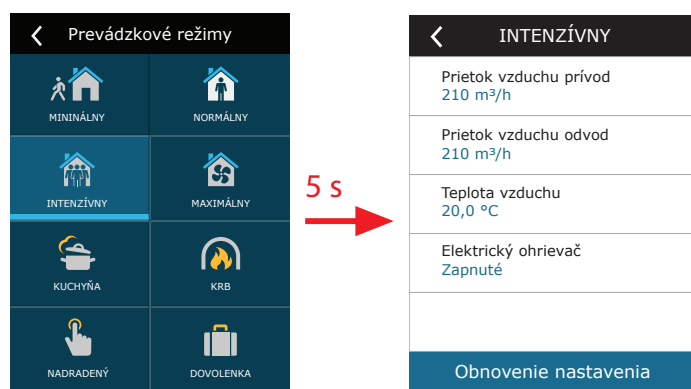 Prevádzkové režimy
MININÁLNY
NORMÁLNY
INTENZÍVNY
MAXIMÁLNY
KUCHYŇA
KRB
NADRADENÝ
DOVOLENKA
5 s
INTENZÍVNY
Prietok vzduchu prívod
210 m³/h
Prietok vzduchu odvod
210 m³/h
Teplota vzduchu
20,0 °C
Elektrický ohrievač
Zapnuté
Obnovenie nastavenia